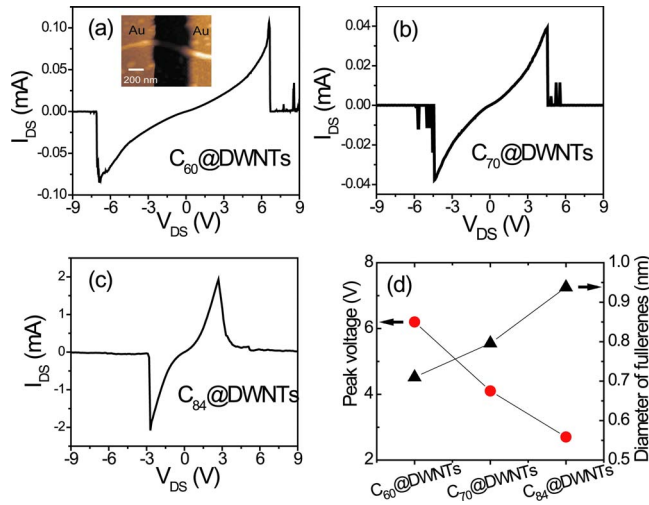 (a)
Au
Au
200 nm
I_DS (mA)
0.10
0.05
0.00
-0.05
-0.10
C60@DWNTs
-9 -6 -3 0 3 6 9
V_DS (V)
(b)
I_DS (mA)
0.04
0.02
0.00
-0.02
-0.04
C70@DWNTs
-9 -6 -3 0 3 6 9
V_DS (V)
(c)
I_DS (mA)
2
1
0
-1
-2
C84@DWNTs
-9 -6 -3 0 3 6 9
V_DS (V)
(d)
Peak voltage (V)
8
6
4
2
Diameter of fullerenes (nm)
1.0
0.9
0.8
0.7
0.6
0.5
C60@DWNTs
C70@DWNTs
C84@DWNTs